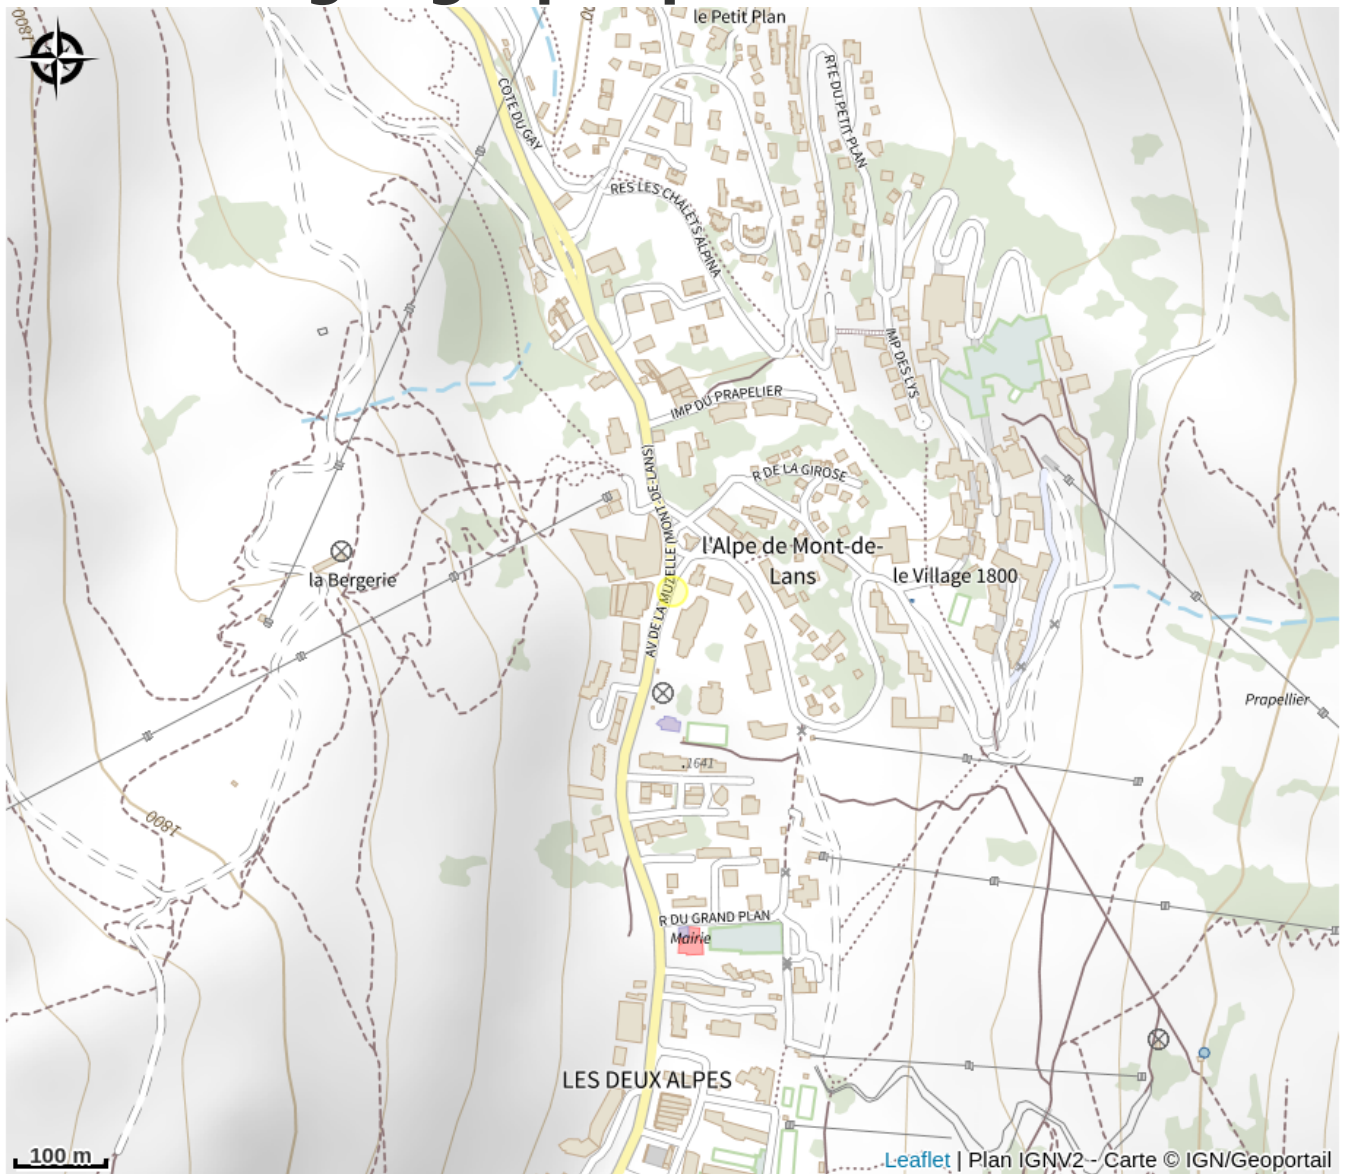 le Petit Plan
1800
COTE DU GAY
RTE DU PETIT PLAN
RES LES CHALETS ALPINA
IMP DES LYS
IMP DU PRAPELIER
R DE LA GIROSE
AV DE LA MUZELLE (MONT-DE-LANS)
l'Alpe de Mont-de-
Lans
le Village 1800
la Bergerie
Prapellier
.1641
1800
R DU GRAND PLAN
Mairie
LES DEUX ALPES
100 m
Leaflet | Plan IGNV2 - Carte © IGN/Geoportail